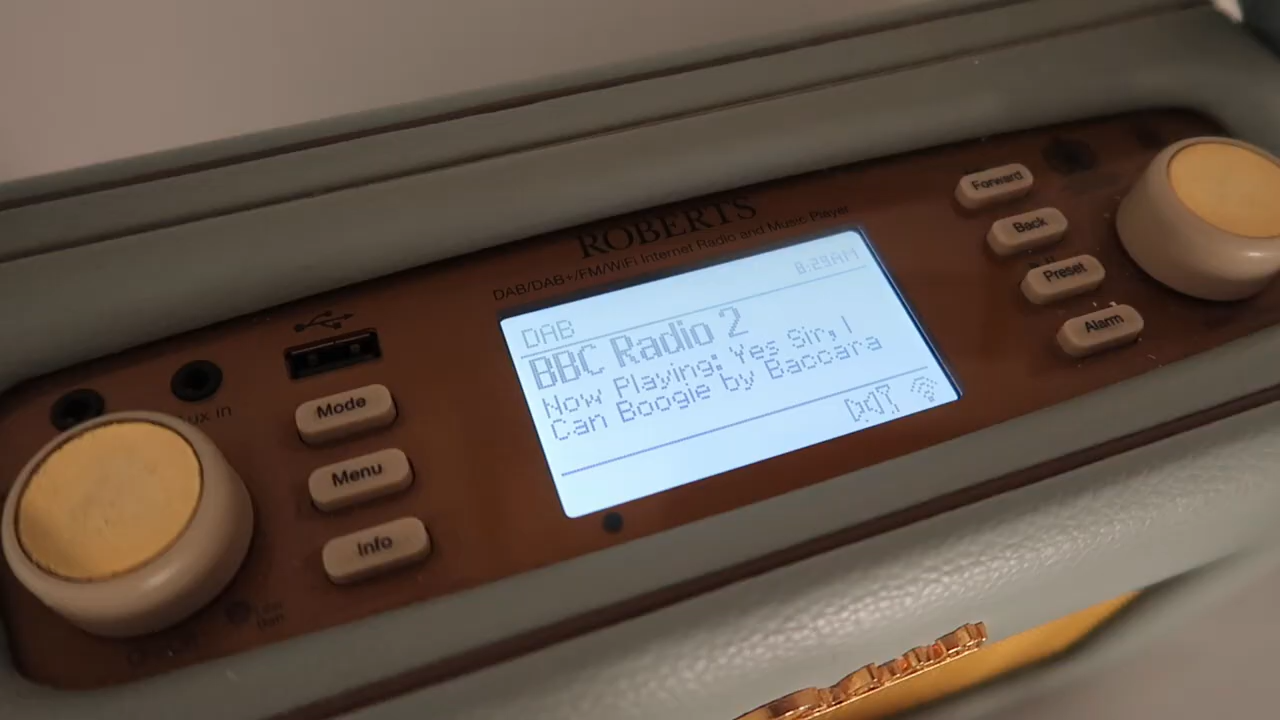 ROBERTS
DAB/DAB+/FM/WiFi Internet Radio and Music Player
8:29AM
DAB
BBC Radio 2
Now Playing: Yes Sir, I
Can Boogie by Baccara
Aux in
Mode
Menu
Info
Forward
Back
Preset
Alarm